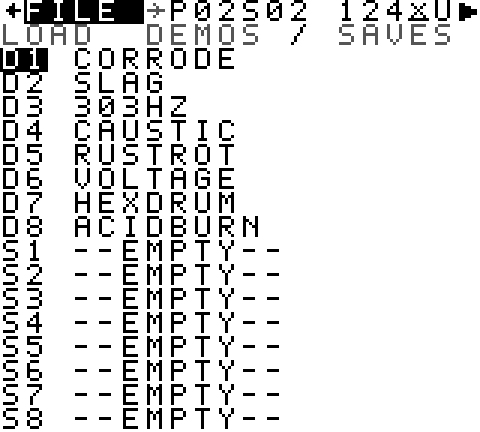 ←FILE →P02S02 124xU▶
LOAD DEMOS / SAVES
D1 CORRODE
D2 SLAG
D3 303HZ
D4 CAUSTIC
D5 RUSTROT
D6 VOLTAGE
D7 HEXDRUM
D8 ACIDBURN
S1 --EMPTY--
S2 --EMPTY--
S3 --EMPTY--
S4 --EMPTY--
S5 --EMPTY--
S6 --EMPTY--
S7 --EMPTY--
S8 --EMPTY--